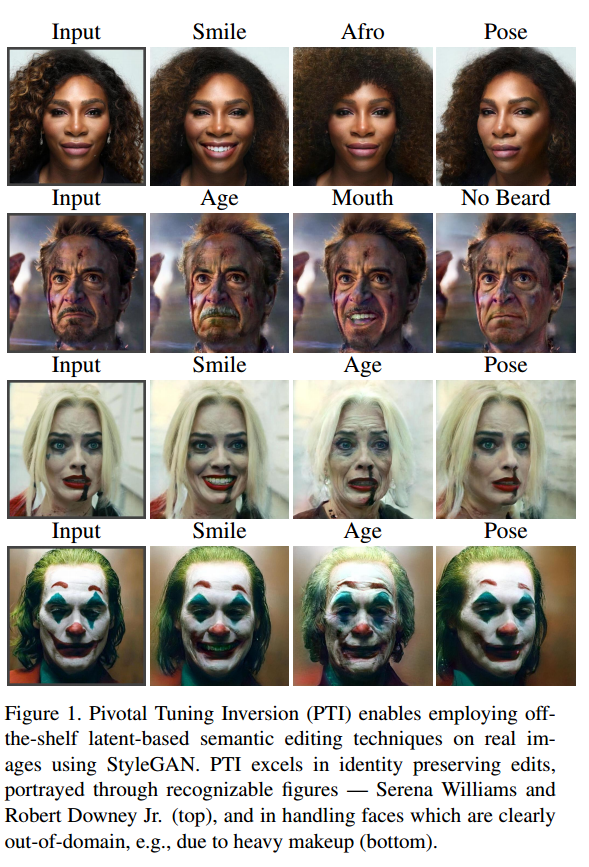 Input Smile Afro Pose
Input Age Mouth No Beard
Input Smile Age Pose
Input Smile Age Pose
Figure 1. Pivotal Tuning Inversion (PTI) enables employing off-
the-shelf latent-based semantic editing techniques on real im-
ages using StyleGAN. PTI excels in identity preserving edits,
portrayed through recognizable figures — Serena Williams and
Robert Downey Jr. (top), and in handling faces which are clearly
out-of-domain, e.g., due to heavy makeup (bottom).